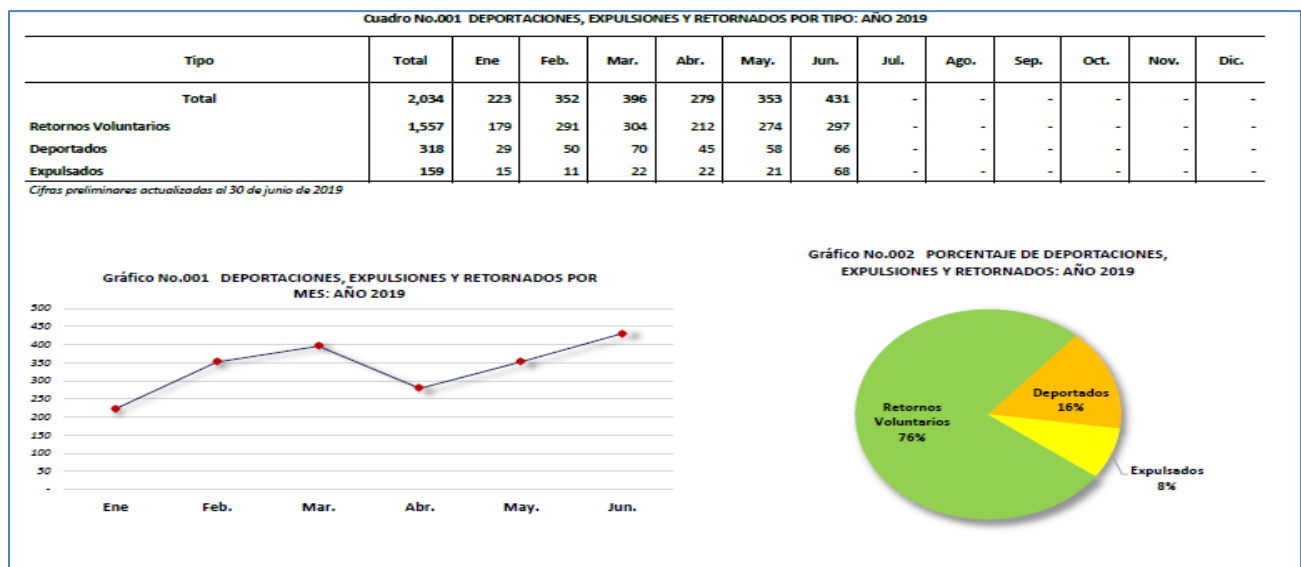 Cuadro No.001 DEPORTACIONES, EXPULSIONES Y RETORNADOS POR TIPO: AÑO 2019
Tipo Total Ene Feb. Mar. Abr. May. Jun. Jul. Ago. Sep. Oct. Nov. Dic.
Total 2,034 223 352 396 279 353 431 - - - - - -
Retornos Voluntarios 1,557 179 291 304 212 274 297 - - - - - -
Deportados 318 29 50 70 45 58 66 - - - - - -
Expulsados 159 15 11 22 22 21 68 - - - - - -
Cifras preliminares actualizadas al 30 de junio de 2019
Gráfico No.001 DEPORTACIONES, EXPULSIONES Y RETORNADOS POR
MES: AÑO 2019
500
450
400
350
300
250
200
150
100
50
-
Ene Feb. Mar. Abr. May. Jun.
Gráfico No.002 PORCENTAJE DE DEPORTACIONES,
EXPULSIONES Y RETORNADOS: AÑO 2019
Deportados
16%
Retornos
Voluntarios
76%
Expulsados
8%